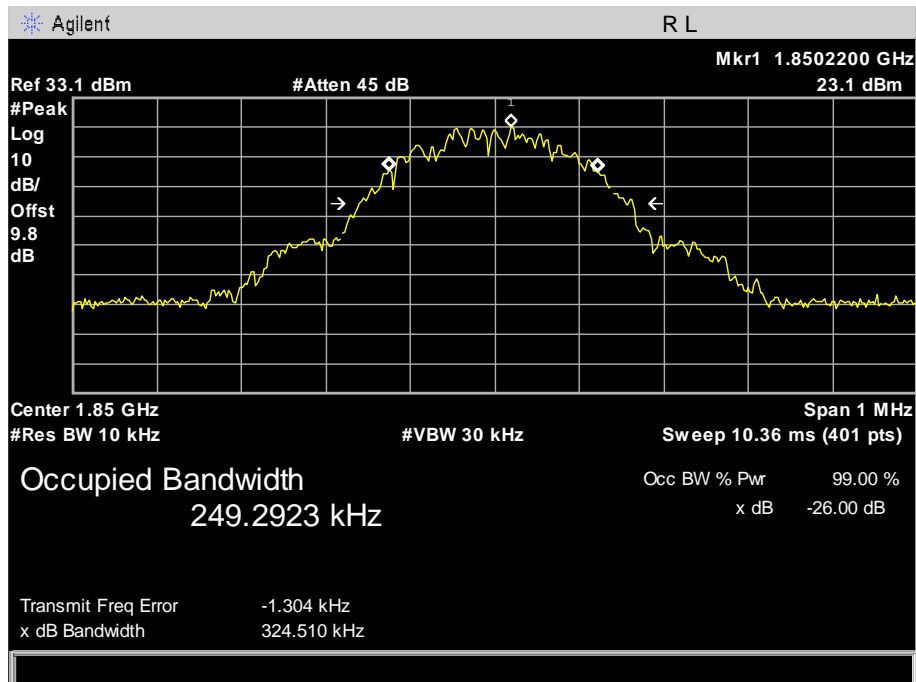 Agilent R L
Mkr1 1.8502200 GHz
Ref 33.1 dBm #Atten 45 dB 23.1 dBm
#Peak
Log
10
dB/
Offst
9.8
dB
1
Center 1.85 GHz Span 1 MHz
#Res BW 10 kHz #VBW 30 kHz Sweep 10.36 ms (401 pts)
Occupied Bandwidth Occ BW % Pwr 99.00 %
249.2923 kHz x dB -26.00 dB
Transmit Freq Error -1.304 kHz
x dB Bandwidth 324.510 kHz